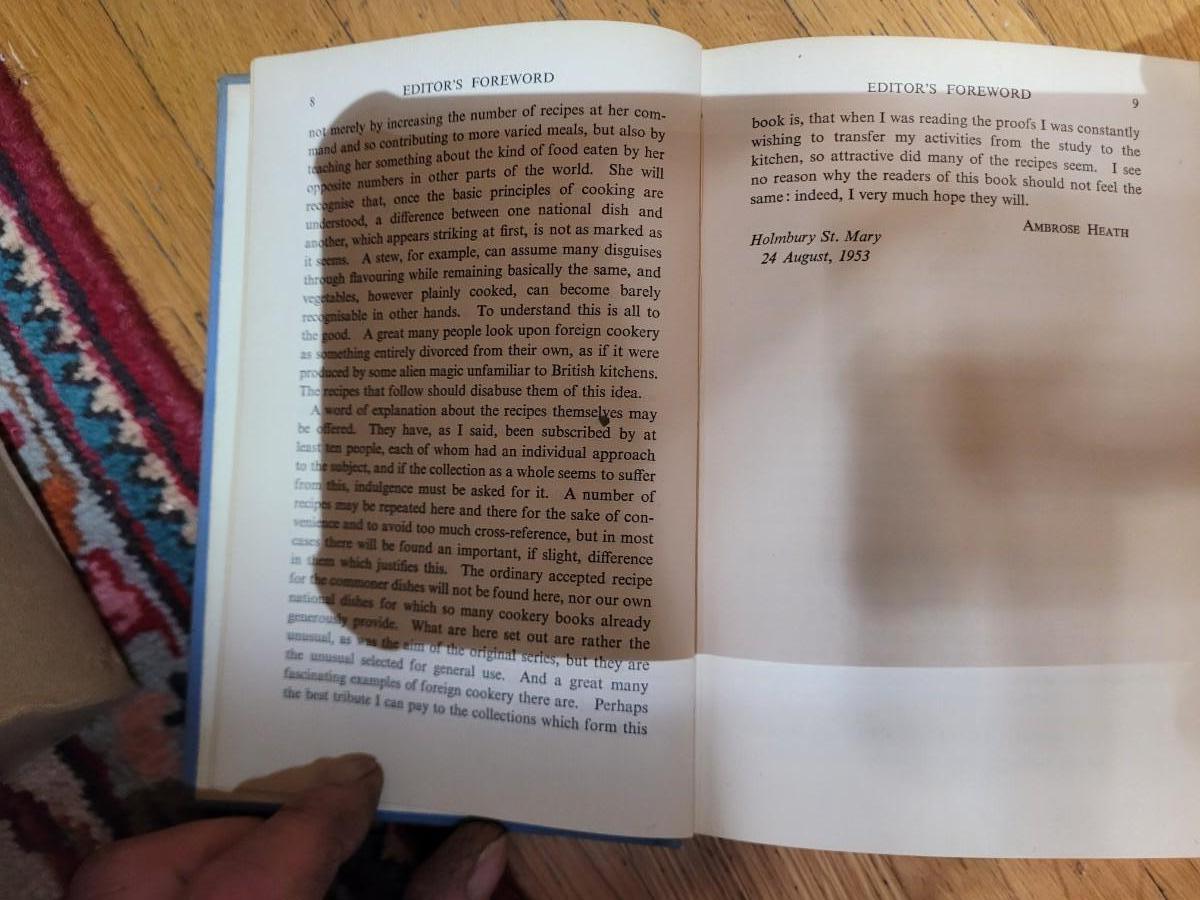 8
EDITOR'S FOREWORD
not merely by increasing the number of recipes at her com-
mand and so contributing to more varied meals, but also by
teaching her something about the kind of food eaten by her
opposite numbers in other parts of the world. She will
recognise that, once the basic principles of cooking are
understood, a difference between one national dish and
another, which appears striking at first, is not as marked as
it seems. A stew, for example, can assume many disguises
through flavouring while remaining basically the same, and
vegetables, however plainly cooked, can become barely
recognisable in other hands. To understand this is all to
the good. A great many people look upon foreign cookery
as something entirely divorced from their own, as if it were
produced by some alien magic unfamiliar to British kitchens.
The recipes that follow should disabuse them of this idea.
A word of explanation about the recipes themselves may
be offered. They have, as I said, been subscribed by at
least ten people, each of whom had an individual approach
to the subject, and if the collection as a whole seems to suffer
from this, indulgence must be asked for it. A number of
recipes may be repeated here and there for the sake of con-
venience and to avoid too much cross-reference, but in most
cases there will be found an important, if slight, difference
in them which justifies this. The ordinary accepted recipe
for the commoner dishes will not be found here, nor our own
national dishes for which so many cookery books already
generously provide. What are here set out are rather the
unusual, as was the aim of the original series, but they are
the unusual selected for general use. And a great many
fascinating examples of foreign cookery there are. Perhaps
the best tribute I can pay to the collections which form this
EDITOR'S FOREWORD
9
book is, that when I was reading the proofs I was constantly
wishing to transfer my activities from the study to the
kitchen, so attractive did many of the recipes seem. I see
no reason why the readers of this book should not feel the
same: indeed, I very much hope they will.
AMBROSE HEATH
Holmbury St. Mary
24 August, 1953